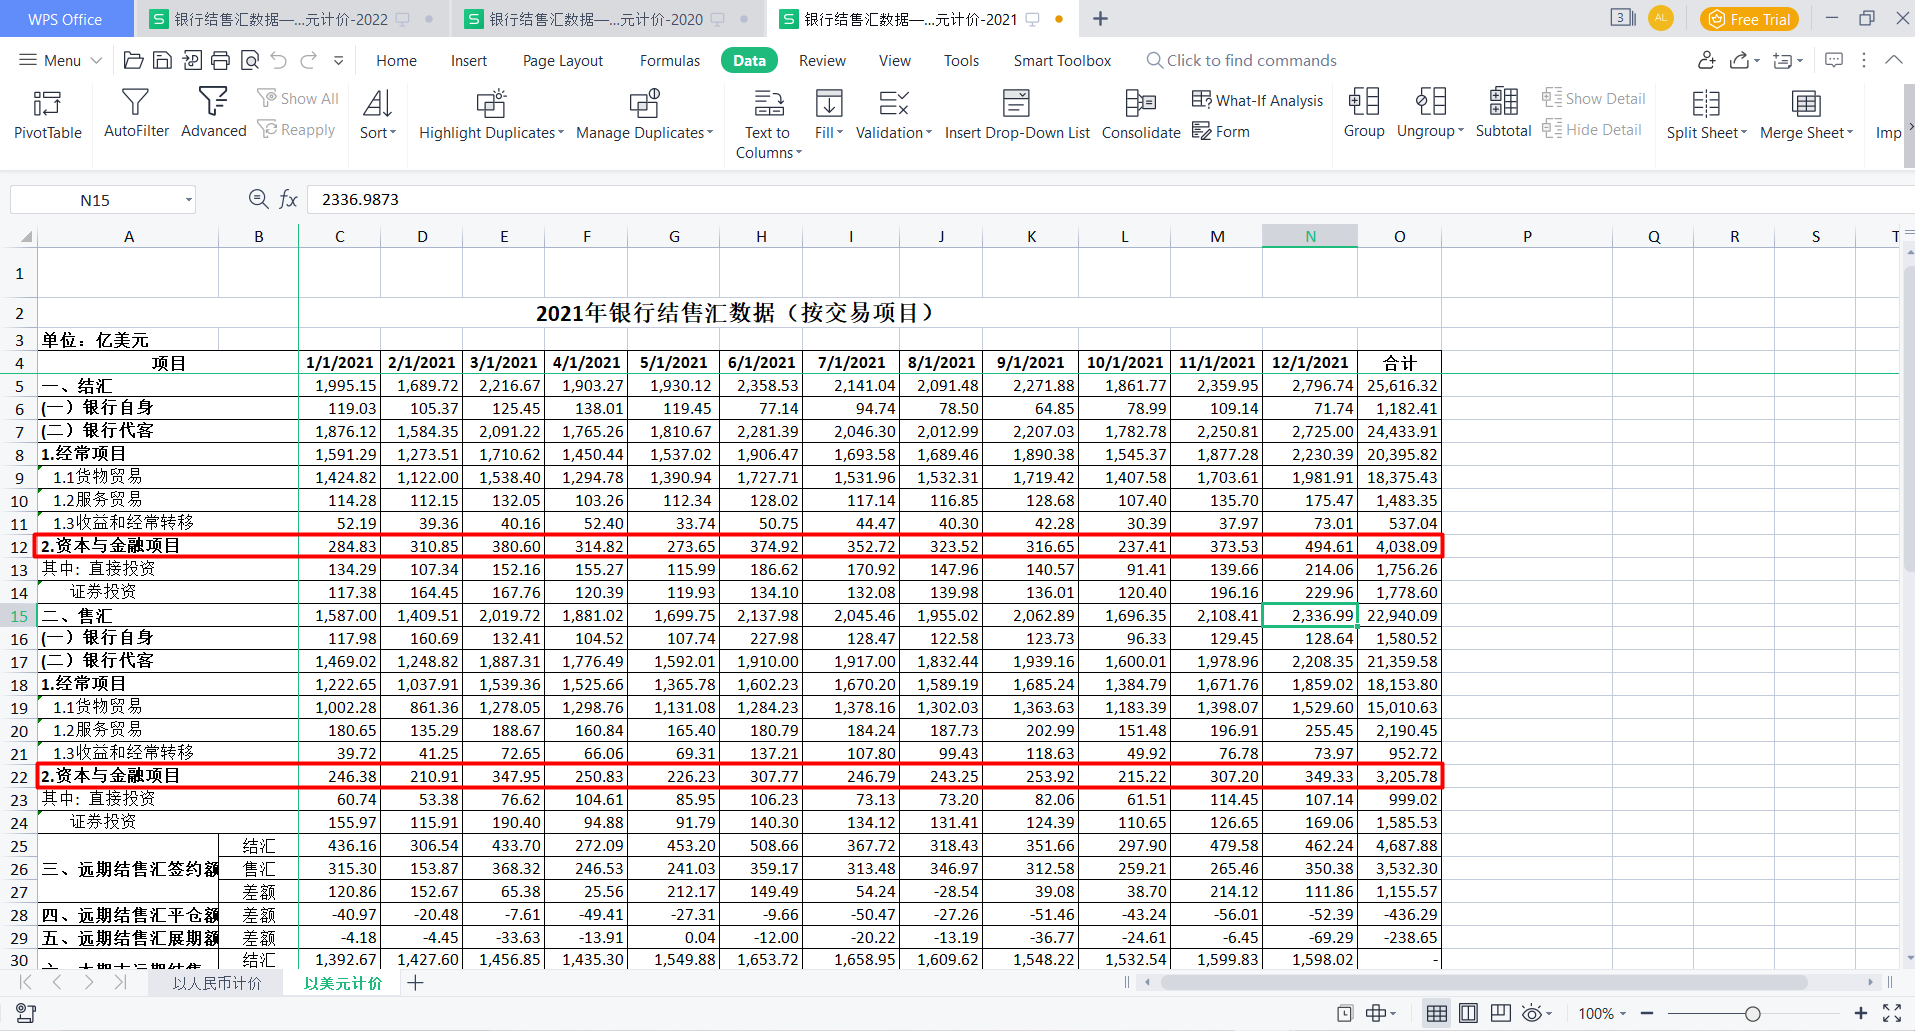 WPS Office 银行结售汇数据—...元计价-2022 银行结售汇数据—...元计价-2020 银行结售汇数据—...元计价-2021 3 AL Free Trial
Menu Home Insert Page Layout Formulas Data Review View Tools Smart Toolbox Click to find commands
PivotTable AutoFilter Advanced Show All Reapply Sort Highlight Duplicates Manage Duplicates Text to Columns Fill Validation Insert Drop-Down List Consolidate What-If Analysis Form Group Ungroup Subtotal Show Detail Hide Detail Split Sheet Merge Sheet Imp
N15 fx 2336.9873
A B C D E F G H I J K L M N O P Q R S T
1
2 2021年银行结售汇数据（按交易项目）
3 单位：亿美元
4 项目 1/1/2021 2/1/2021 3/1/2021 4/1/2021 5/1/2021 6/1/2021 7/1/2021 8/1/2021 9/1/2021 10/1/2021 11/1/2021 12/1/2021 合计
5 一、结汇 1,995.15 1,689.72 2,216.67 1,903.27 1,930.12 2,358.53 2,141.04 2,091.48 2,271.88 1,861.77 2,359.95 2,796.74 25,616.32
6 (一）银行自身 119.03 105.37 125.45 138.01 119.45 77.14 94.74 78.50 64.85 78.99 109.14 71.74 1,182.41
7 (二）银行代客 1,876.12 1,584.35 2,091.22 1,765.26 1,810.67 2,281.39 2,046.30 2,012.99 2,207.03 1,782.78 2,250.81 2,725.00 24,433.91
8 1.经常项目 1,591.29 1,273.51 1,710.62 1,450.44 1,537.02 1,906.47 1,693.58 1,689.46 1,890.38 1,545.37 1,877.28 2,230.39 20,395.82
9 1.1货物贸易 1,424.82 1,122.00 1,538.40 1,294.78 1,390.94 1,727.71 1,531.96 1,532.31 1,719.42 1,407.58 1,703.61 1,981.91 18,375.43
10 1.2服务贸易 114.28 112.15 132.05 103.26 112.34 128.02 117.14 116.85 128.68 107.40 135.70 175.47 1,483.35
11 1.3收益和经常转移 52.19 39.36 40.16 52.40 33.74 50.75 44.47 40.30 42.28 30.39 37.97 73.01 537.04
12 2.资本与金融项目 284.83 310.85 380.60 314.82 273.65 374.92 352.72 323.52 316.65 237.41 373.53 494.61 4,038.09
13 其中: 直接投资 134.29 107.34 152.16 155.27 115.99 186.62 170.92 147.96 140.57 91.41 139.66 214.06 1,756.26
14 证券投资 117.38 164.45 167.76 120.39 119.93 134.10 132.08 139.98 136.01 120.40 196.16 229.96 1,778.60
15 二、售汇 1,587.00 1,409.51 2,019.72 1,881.02 1,699.75 2,137.98 2,045.46 1,955.02 2,062.89 1,696.35 2,108.41 2,336.99 22,940.09
16 (一）银行自身 117.98 160.69 132.41 104.52 107.74 227.98 128.47 122.58 123.73 96.33 129.45 128.64 1,580.52
17 (二）银行代客 1,469.02 1,248.82 1,887.31 1,776.49 1,592.01 1,910.00 1,917.00 1,832.44 1,939.16 1,600.01 1,978.96 2,208.35 21,359.58
18 1.经常项目 1,222.65 1,037.91 1,539.36 1,525.66 1,365.78 1,602.23 1,670.20 1,589.19 1,685.24 1,384.79 1,671.76 1,859.02 18,153.80
19 1.1货物贸易 1,002.28 861.36 1,278.05 1,298.76 1,131.08 1,284.23 1,378.16 1,302.03 1,363.63 1,183.39 1,398.07 1,529.60 15,010.63
20 1.2服务贸易 180.65 135.29 188.67 160.84 165.40 180.79 184.24 187.73 202.99 151.48 196.91 255.45 2,190.45
21 1.3收益和经常转移 39.72 41.25 72.65 66.06 69.31 137.21 107.80 99.43 118.63 49.92 76.78 73.97 952.72
22 2.资本与金融项目 246.38 210.91 347.95 250.83 226.23 307.77 246.79 243.25 253.92 215.22 307.20 349.33 3,205.78
23 其中: 直接投资 60.74 53.38 76.62 104.61 85.95 106.23 73.13 73.20 82.06 61.51 114.45 107.14 999.02
24 证券投资 155.97 115.91 190.40 94.88 91.79 140.30 134.12 131.41 124.39 110.65 126.65 169.06 1,585.53
25 结汇 436.16 306.54 433.70 272.09 453.20 508.66 367.72 318.43 351.66 297.90 479.58 462.24 4,687.88
26 三、远期结售汇签约额 售汇 315.30 153.87 368.32 246.53 241.03 359.17 313.48 346.97 312.58 259.21 265.46 350.38 3,532.30
27 差额 120.86 152.67 65.38 25.56 212.17 149.49 54.24 -28.54 39.08 38.70 214.12 111.86 1,155.57
28 四、远期结售汇平仓额 差额 -40.97 -20.48 -7.61 -49.41 -27.31 -9.66 -50.47 -27.26 -51.46 -43.24 -56.01 -52.39 -436.29
29 五、远期结售汇展期额 差额 -4.18 -4.45 -33.63 -13.91 0.04 -12.00 -20.22 -13.19 -36.77 -24.61 -6.45 -69.29 -238.65
30 结汇 1,392.67 1,427.60 1,456.85 1,435.30 1,549.88 1,653.72 1,658.95 1,609.62 1,548.22 1,532.54 1,599.83 1,598.02 -
以人民币计价 以美元计价
100%